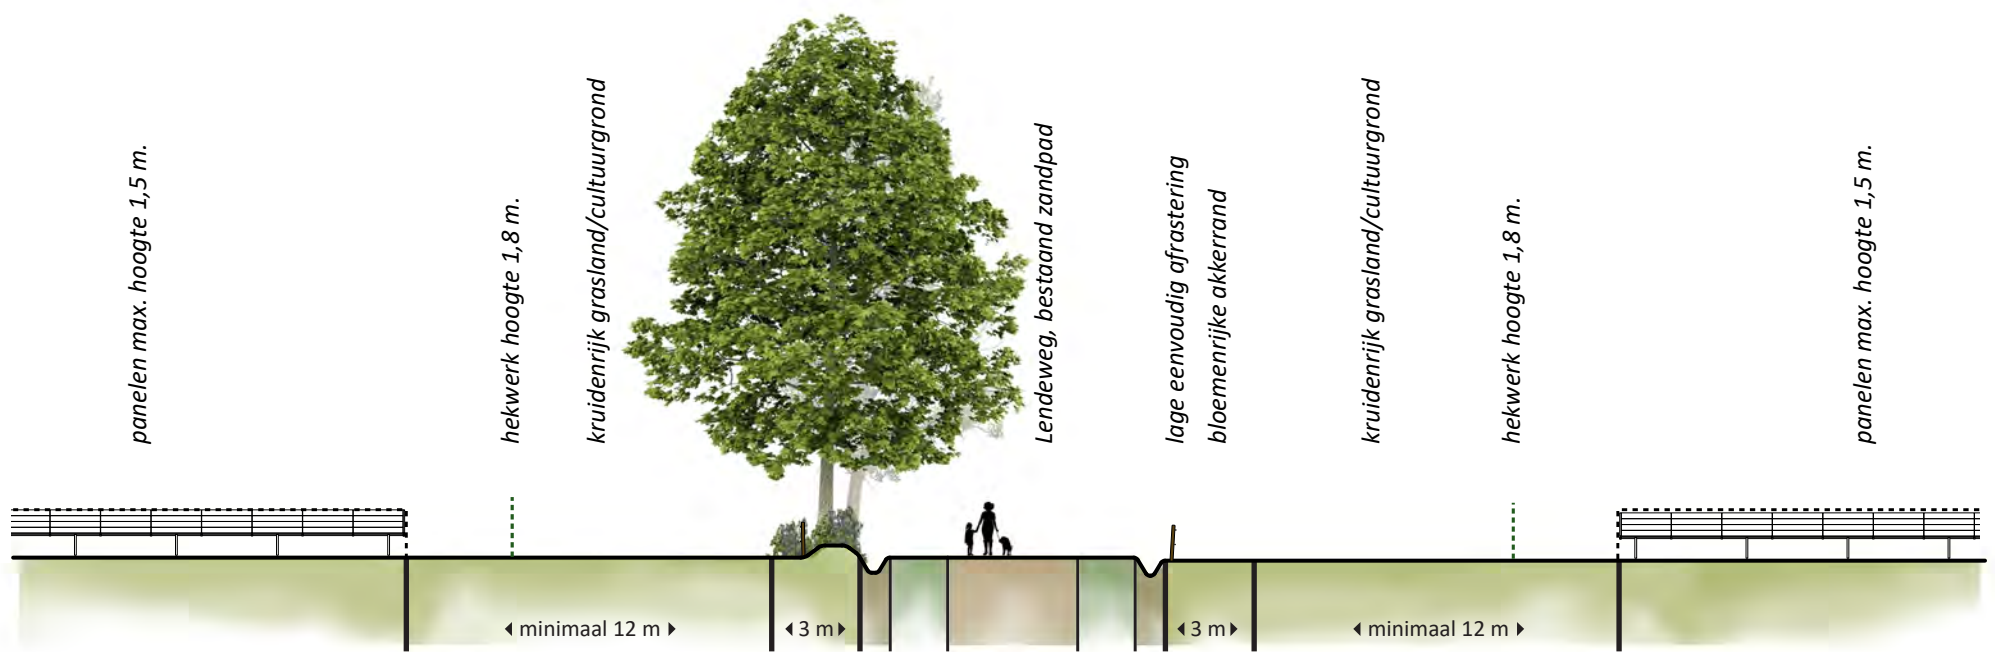 panelen max. hoogte 1,5 m.
hekwerk hoogte 1,8 m.
kruidenrijk grasland/cultuurgrond
Lendeweg, bestaand zandpad
lage eenvoudig afrastering
bloemenrijke akkerrand
kruidenrijk grasland/cultuurgrond
hekwerk hoogte 1,8 m.
panelen max. hoogte 1,5 m.
minimaal 12 m
3 m
3 m
minimaal 12 m